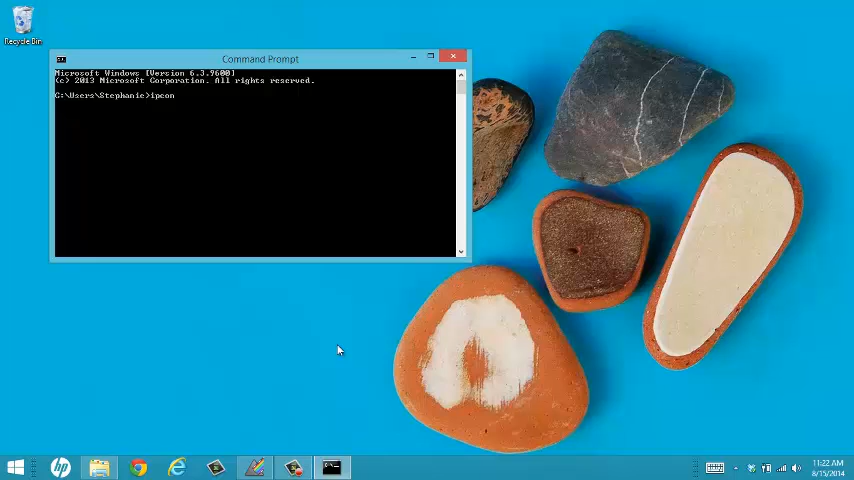 Recycle Bin
Command Prompt
Microsoft Windows [Version 6.3.9600]
(c) 2013 Microsoft Corporation. All rights reserved.
C:\Users\Stephanie>ipcon
hp
11:22 AM
8/15/2014